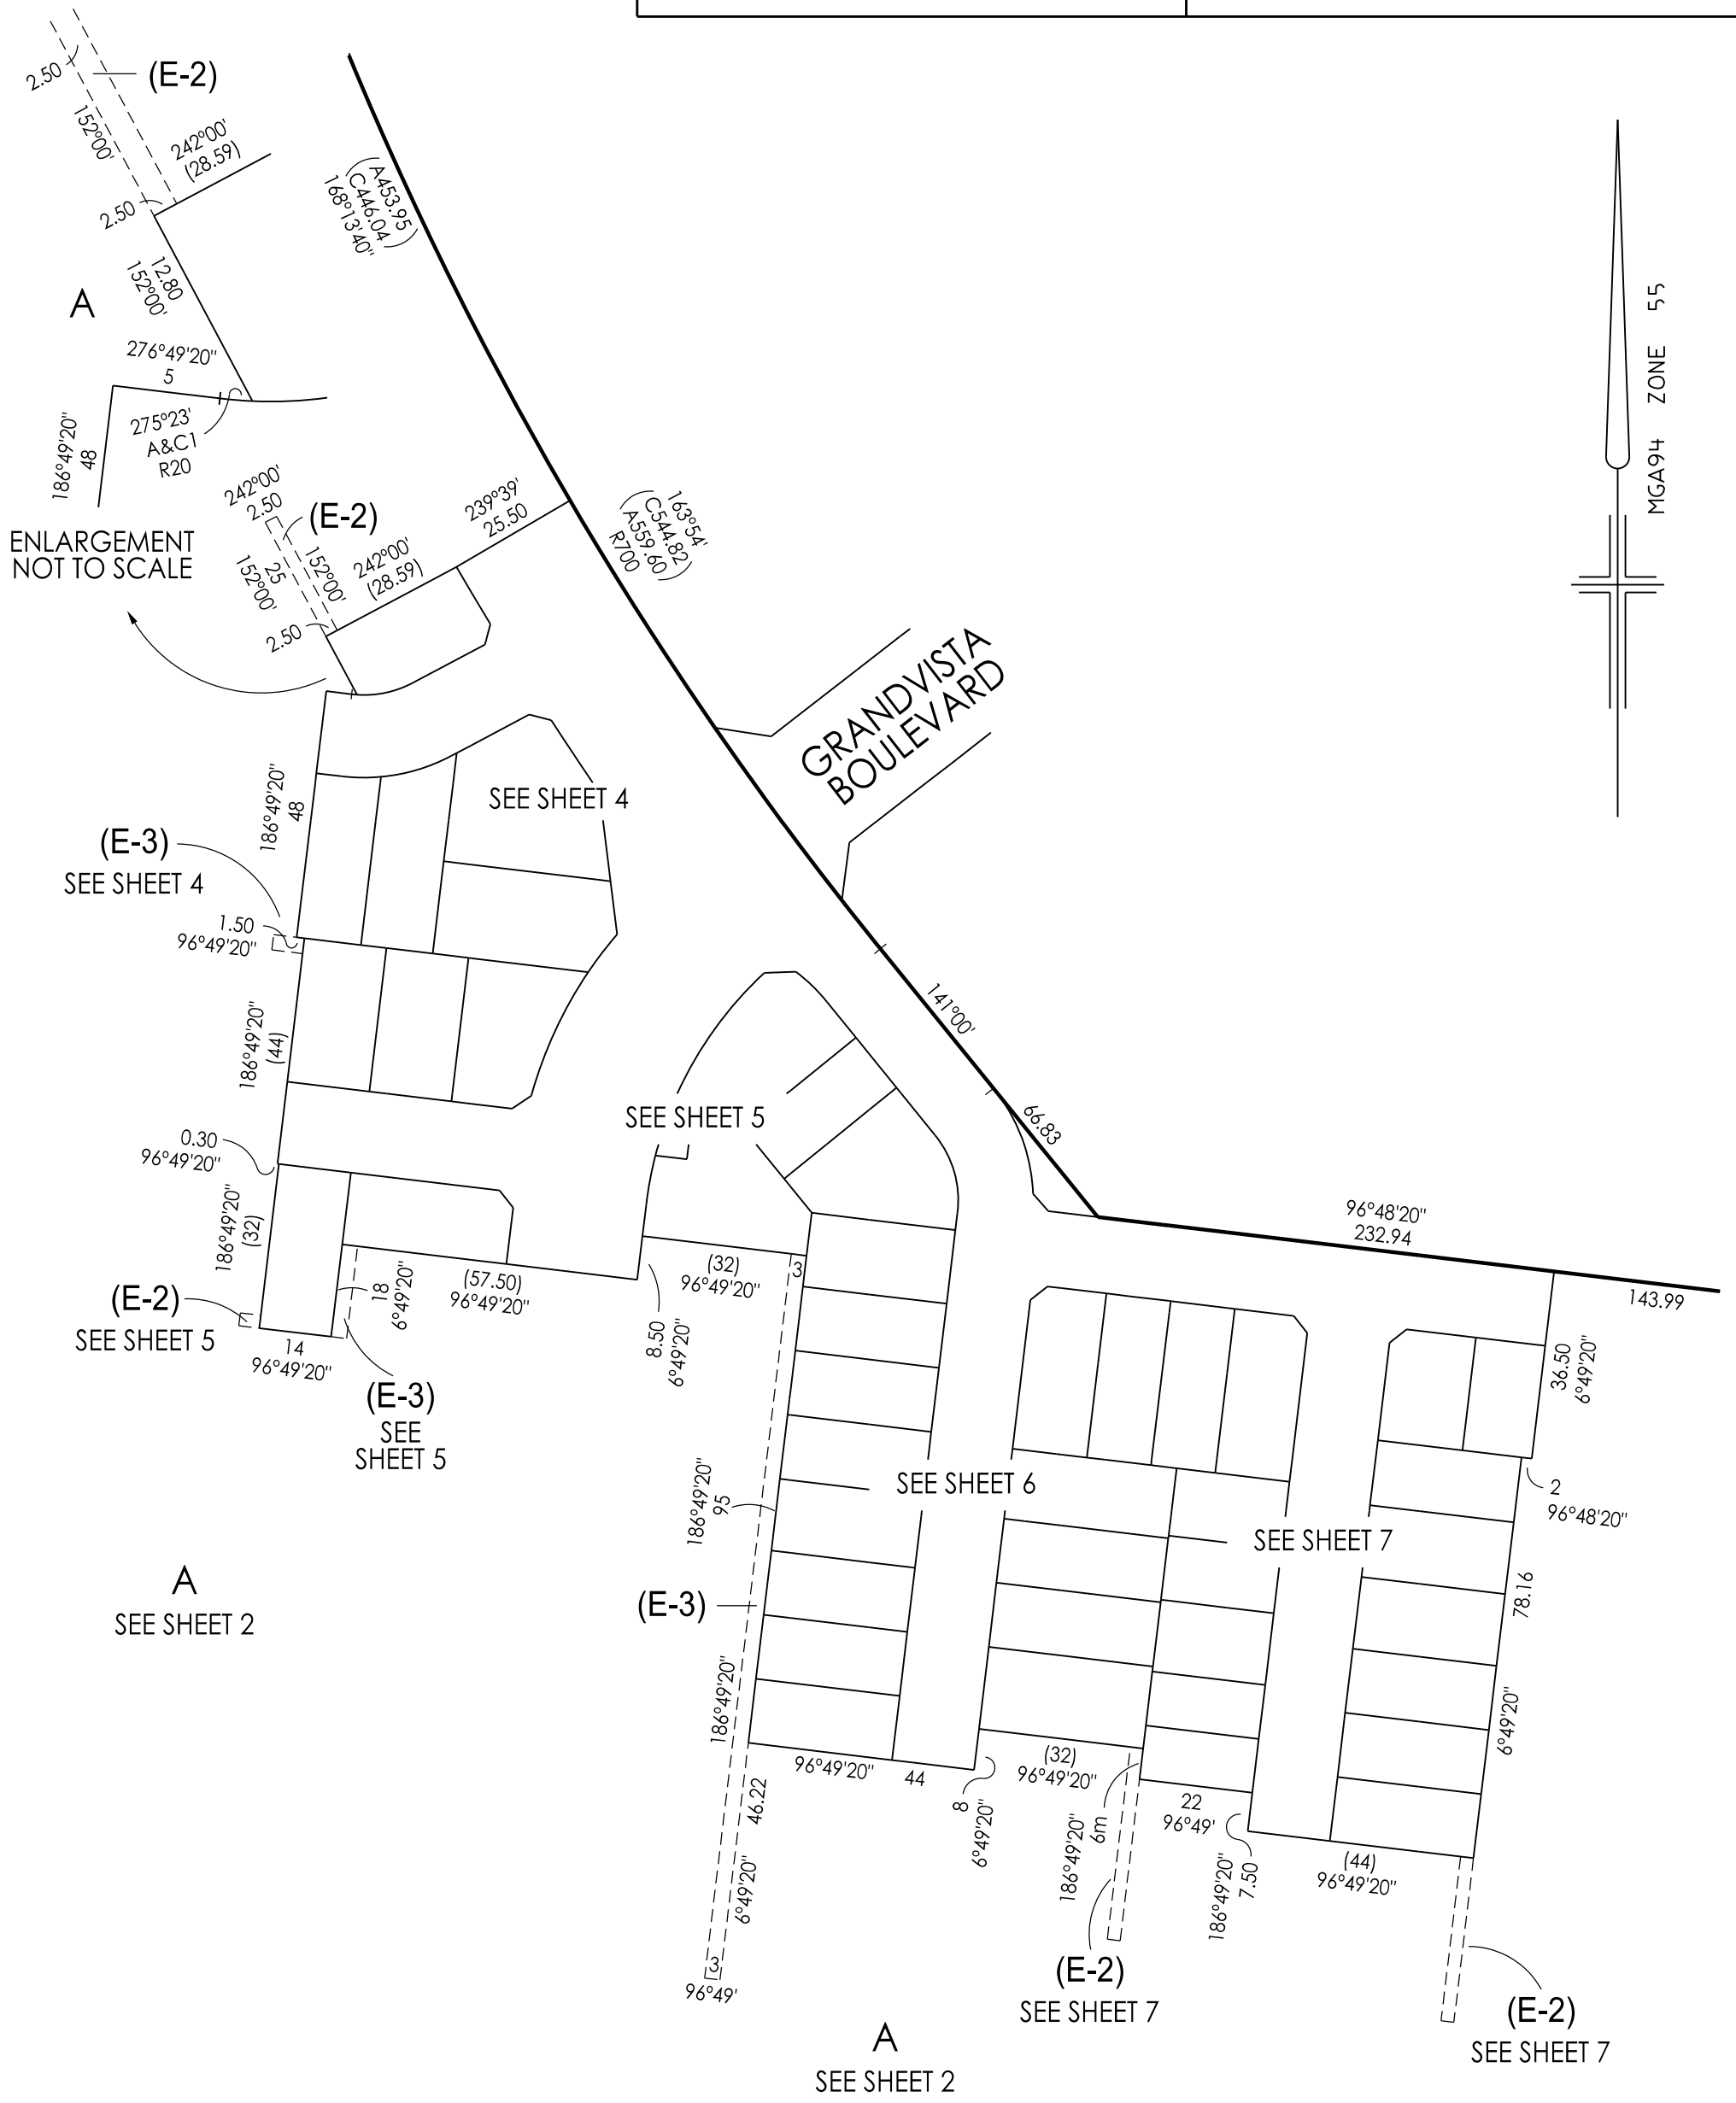 2.50
(E-2)
152°00'
242°00'
(28.59)
2.50
12.80
152°00'
A
276°49'20"
5
275°23'
A&C1
R20
186°49'20"
48
ENLARGEMENT
NOT TO SCALE
A453.95
C446.04
168°13'40"
MGA94 ZONE 55
242°00'
2.50
(E-2)
239°39'
25.50
152°00'
25
152°00'
242°00'
(28.59)
2.50
163°54'
C544.82
A559.60
R700
GRANDVISTA
BOULEVARD
SEE SHEET 4
186°49'20"
48
(E-3)
SEE SHEET 4
1.50
96°49'20"
186°49'20"
(44)
141°00'
66.83
SEE SHEET 5
0.30
96°49'20"
186°49'20"
(32)
(E-2)
SEE SHEET 5
14
96°49'20"
18
6°49'20"
(57.50)
96°49'20"
(E-3)
SEE
SHEET 5
(32)
96°49'20"
3
8.50
6°49'20"
96°48'20"
232.94
143.99
36.50
6°49'20"
2
96°48'20"
186°49'20"
95
SEE SHEET 6
SEE SHEET 7
78.16
6°49'20"
A
SEE SHEET 2
(E-3)
186°49'20"
96°49'20" 44
46.22
6°49'20"
3
96°49'
8
6°49'20"
(32)
96°49'20"
186°49'20"
6m
22
96°49'
186°49'20"
7.50
(44)
96°49'20"
(E-2)
SEE SHEET 7
(E-2)
SEE SHEET 7
A
SEE SHEET 2